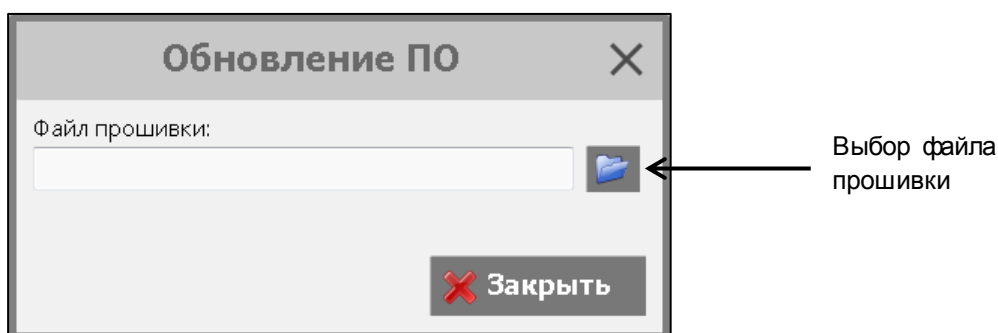 Обновление ПО
Файл прошивки:
Выбор файла
прошивки
Закрыть